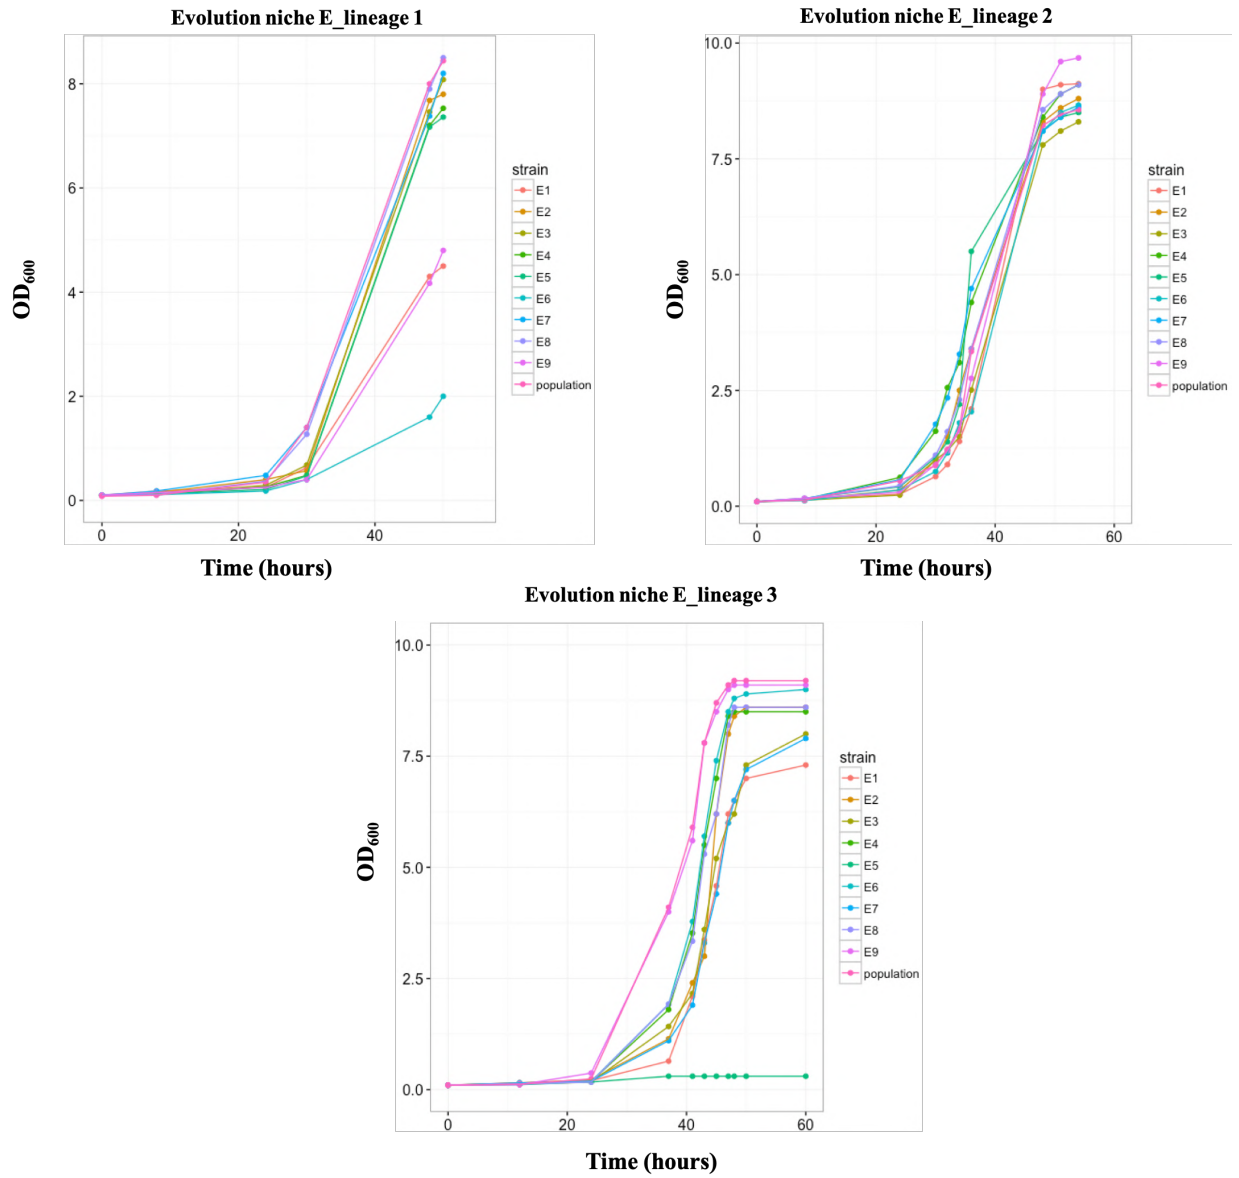 Evolution niche E_lineage 1
OD600
8
6
4
2
0
0 20 40
Time (hours)
strain
E1
E2
E3
E4
E5
E6
E7
E8
E9
population
Evolution niche E_lineage 2
OD600
10.0
7.5
5.0
2.5
0.0
0 20 40 60
Time (hours)
strain
E1
E2
E3
E4
E5
E6
E7
E8
E9
population
Evolution niche E_lineage 3
OD600
10.0
7.5
5.0
2.5
0.0
0 20 40 60
Time (hours)
strain
E1
E2
E3
E4
E5
E6
E7
E8
E9
population